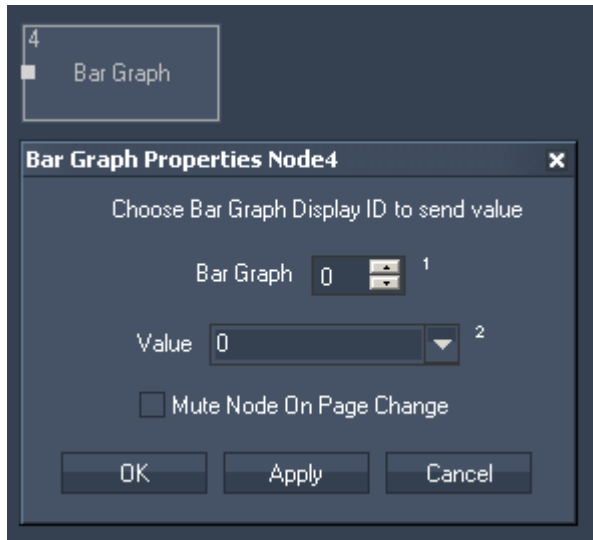 4
Bar Graph
Bar Graph Properties Node4
Choose Bar Graph Display ID to send value
Bar Graph 0 1
Value 0 2
Mute Node On Page Change
OK Apply Cancel